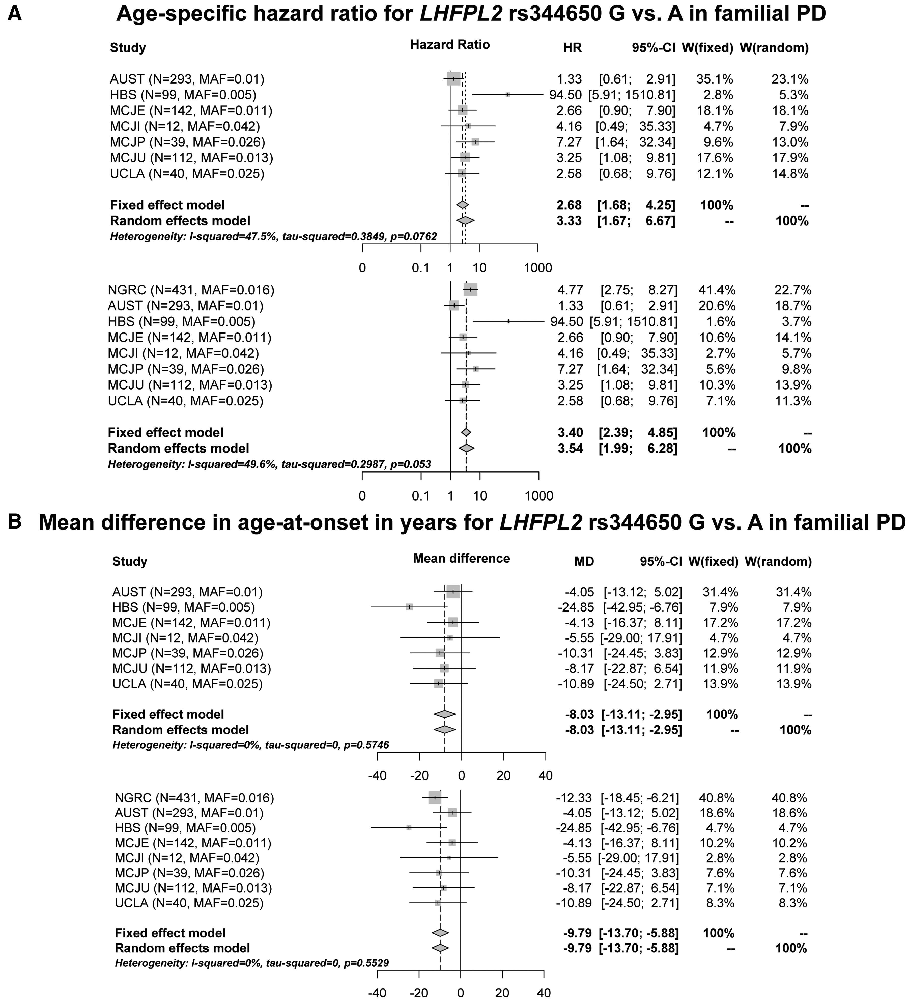 A Age-specific hazard ratio for LHFPL2 rs344650 G vs. A in familial PD
Study Hazard Ratio HR 95%-CI W(fixed) W(random)
AUST (N=293, MAF=0.01) 1.33 [0.61; 2.91] 35.1% 23.1%
HBS (N=99, MAF=0.005) 94.50 [5.91; 1510.81] 2.8% 5.3%
MCJE (N=142, MAF=0.011) 2.66 [0.90; 7.90] 18.1% 18.1%
MCJI (N=12, MAF=0.042) 4.16 [0.49; 35.33] 4.7% 7.9%
MCJP (N=39, MAF=0.026) 7.27 [1.64; 32.34] 9.6% 13.0%
MCJU (N=112, MAF=0.013) 3.25 [1.08; 9.81] 17.6% 17.9%
UCLA (N=40, MAF=0.025) 2.58 [0.68; 9.76] 12.1% 14.8%
Fixed effect model 2.68 [1.68; 4.25] 100% --
Random effects model 3.33 [1.67; 6.67] -- 100%
Heterogeneity: I-squared=47.5%, tau-squared=0.3849, p=0.0762
0 0.1 1 10 1000
NGRC (N=431, MAF=0.016) 4.77 [2.75; 8.27] 41.4% 22.7%
AUST (N=293, MAF=0.01) 1.33 [0.61; 2.91] 20.6% 18.7%
HBS (N=99, MAF=0.005) 94.50 [5.91; 1510.81] 1.6% 3.7%
MCJE (N=142, MAF=0.011) 2.66 [0.90; 7.90] 10.6% 14.1%
MCJI (N=12, MAF=0.042) 4.16 [0.49; 35.33] 2.7% 5.7%
MCJP (N=39, MAF=0.026) 7.27 [1.64; 32.34] 5.6% 9.8%
MCJU (N=112, MAF=0.013) 3.25 [1.08; 9.81] 10.3% 13.9%
UCLA (N=40, MAF=0.025) 2.58 [0.68; 9.76] 7.1% 11.3%
Fixed effect model 3.40 [2.39; 4.85] 100% --
Random effects model 3.54 [1.99; 6.28] -- 100%
Heterogeneity: I-squared=49.6%, tau-squared=0.2987, p=0.053
0 0.1 1 10 1000
B Mean difference in age-at-onset in years for LHFPL2 rs344650 G vs. A in familial PD
Study Mean difference MD 95%-CI W(fixed) W(random)
AUST (N=293, MAF=0.01) -4.05 [-13.12; 5.02] 31.4% 31.4%
HBS (N=99, MAF=0.005) -24.85 [-42.95; -6.76] 7.9% 7.9%
MCJE (N=142, MAF=0.011) -4.13 [-16.37; 8.11] 17.2% 17.2%
MCJI (N=12, MAF=0.042) -5.55 [-29.00; 17.91] 4.7% 4.7%
MCJP (N=39, MAF=0.026) -10.31 [-24.45; 3.83] 12.9% 12.9%
MCJU (N=112, MAF=0.013) -8.17 [-22.87; 6.54] 11.9% 11.9%
UCLA (N=40, MAF=0.025) -10.89 [-24.50; 2.71] 13.9% 13.9%
Fixed effect model -8.03 [-13.11; -2.95] 100% --
Random effects model -8.03 [-13.11; -2.95] -- 100%
Heterogeneity: I-squared=0%, tau-squared=0, p=0.5746
-40 -20 0 20 40
NGRC (N=431, MAF=0.016) -12.33 [-18.45; -6.21] 40.8% 40.8%
AUST (N=293, MAF=0.01) -4.05 [-13.12; 5.02] 18.6% 18.6%
HBS (N=99, MAF=0.005) -24.85 [-42.95; -6.76] 4.7% 4.7%
MCJE (N=142, MAF=0.011) -4.13 [-16.37; 8.11] 10.2% 10.2%
MCJI (N=12, MAF=0.042) -5.55 [-29.00; 17.91] 2.8% 2.8%
MCJP (N=39, MAF=0.026) -10.31 [-24.45; 3.83] 7.6% 7.6%
MCJU (N=112, MAF=0.013) -8.17 [-22.87; 6.54] 7.1% 7.1%
UCLA (N=40, MAF=0.025) -10.89 [-24.50; 2.71] 8.3% 8.3%
Fixed effect model -9.79 [-13.70; -5.88] 100% --
Random effects model -9.79 [-13.70; -5.88] -- 100%
Heterogeneity: I-squared=0%, tau-squared=0, p=0.5529
-40 -20 0 20 40